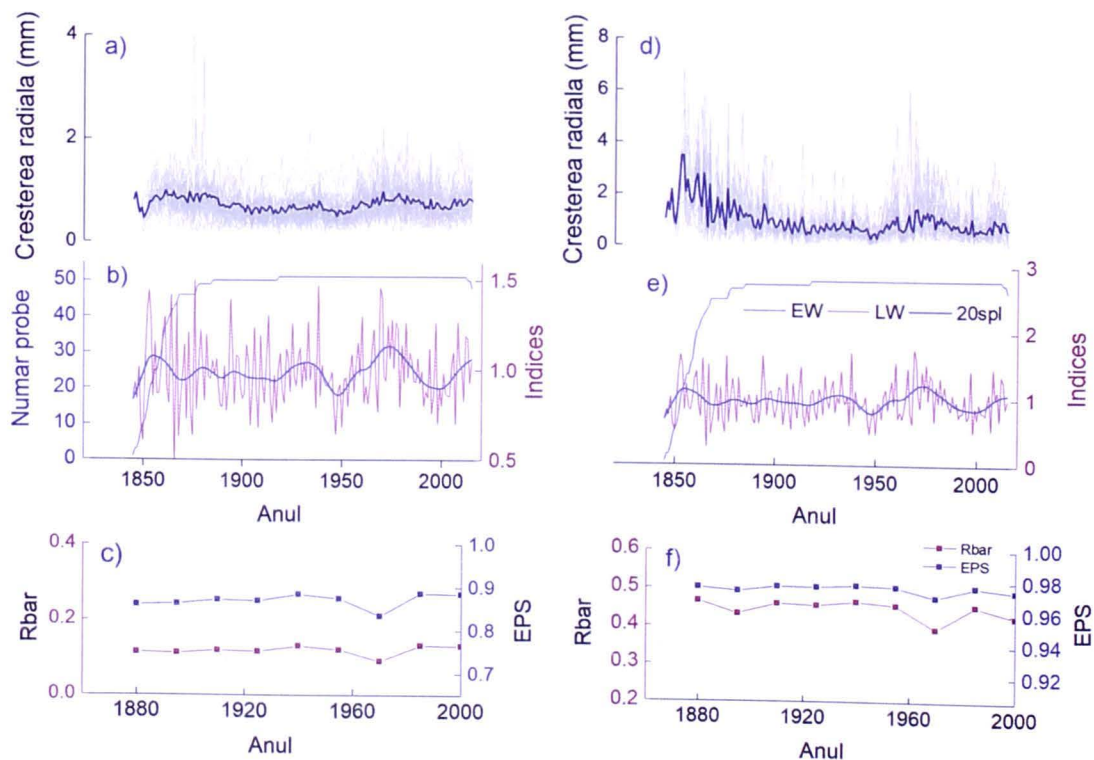 a)
Cresterea radiala (mm)
4
2
0
b)
Numar probe
50
40
30
20
10
0
1.5
1.0
0.5
Indices
1850
1900
1950
2000
Anul
c)
Rbar
0.4
0.2
0.0
1.0
0.9
0.8
0.7
EPS
1880
1920
1960
2000
Anul
d)
Cresterea radiala (mm)
8
6
4
2
0
e)
EW
LW
20spl
3
2
1
0
Indices
1850
1900
1950
2000
Anul
f)
Rbar
EPS
Rbar
0.6
0.5
0.4
0.3
0.2
1.00
0.98
0.96
0.94
0.92
EPS
1880
1920
1960
2000
Anul